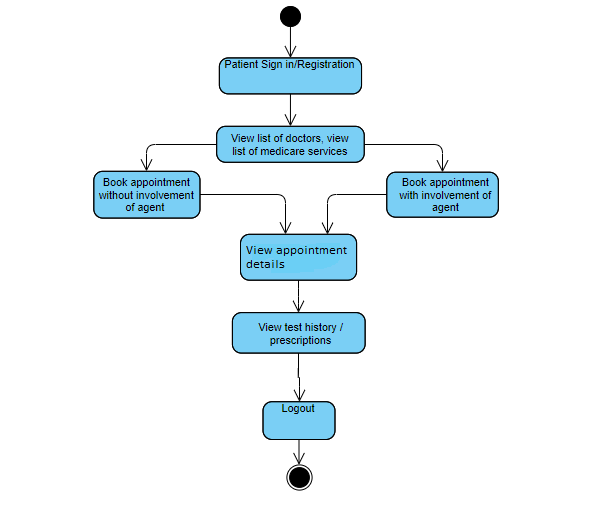 Patient Sign in/Registration
View list of doctors, view
list of medicare services
Book appointment
without involvement
of agent
Book appointment
with involvement of
agent
View appointment
details
View test history /
prescriptions
Logout